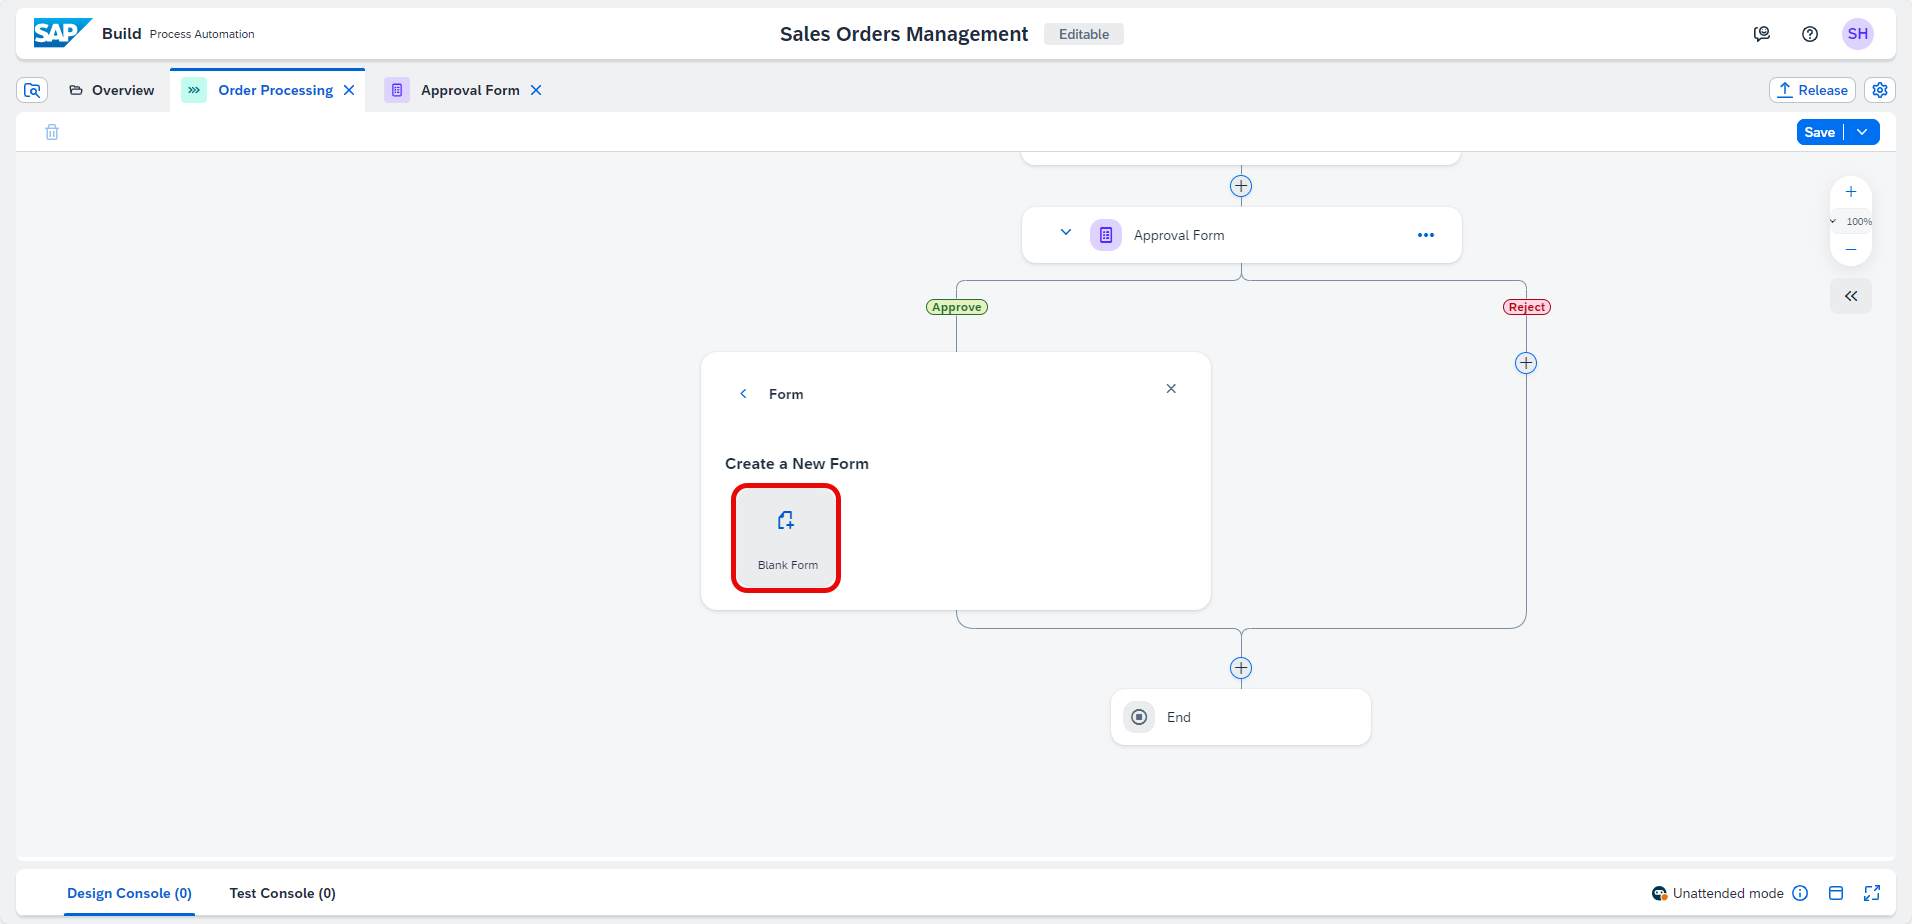 SAP Build Process Automation
Sales Orders Management Editable
SH
Overview
Order Processing
Approval Form
Release
Save
100%
Approval Form
Approve
Reject
Form
Create a New Form
Blank Form
End
Design Console (0)
Test Console (0)
Unattended mode